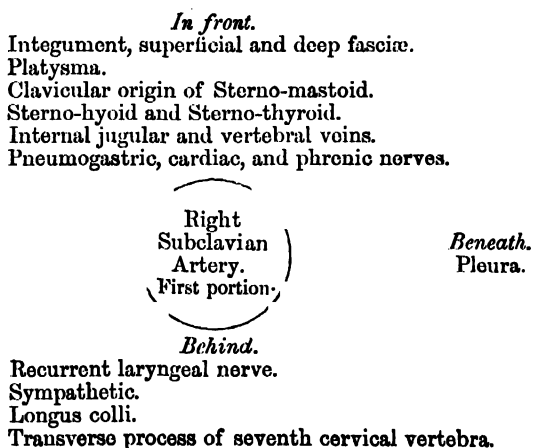 In front.
Integument, superficial and deep fasciæ.
Platysma.
Clavicular origin of Sterno-mastoid.
Sterno-hyoid and Sterno-thyroid.
Internal jugular and vertebral veins.
Pneumogastric, cardiac, and phrenic nerves.
Right
Subclavian
Artery.
First portion.
Beneath.
Pleura.
Behind.
Recurrent laryngeal nerve.
Sympathetic.
Longus colli.
Transverse process of seventh cervical vertebra.